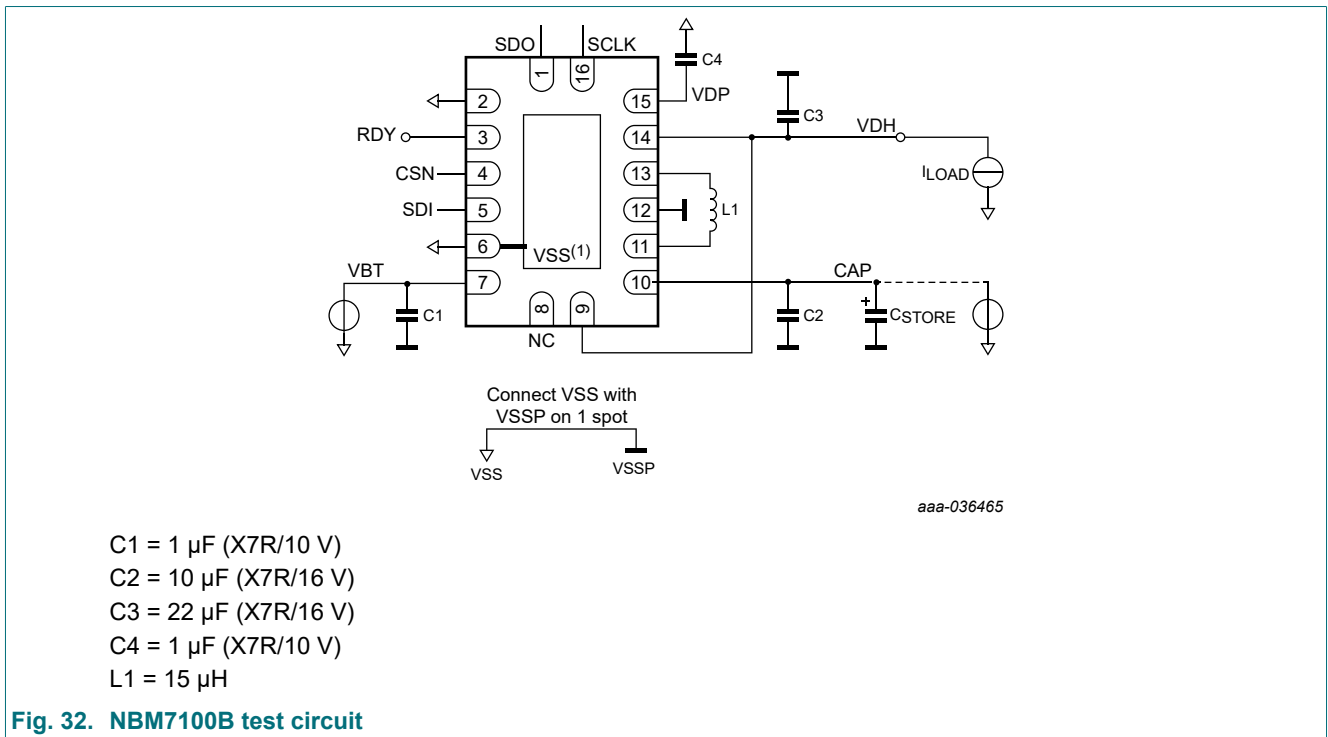 SDO
SCLK
1
16
C4
2
15
VDP
C3
RDY
3
14
VDH
CSN
4
13
ILOAD
SDI
5
12
L1
6
VSS(1)
11
VBT
7
10
CAP
C1
8
9
C2
+
CSTORE
NC
Connect VSS with
VSSP on 1 spot
VSS
VSSP
aaa-036465
C1 = 1 μF (X7R/10 V)
C2 = 10 μF (X7R/16 V)
C3 = 22 μF (X7R/16 V)
C4 = 1 μF (X7R/10 V)
L1 = 15 μH
Fig. 32. NBM7100B test circuit